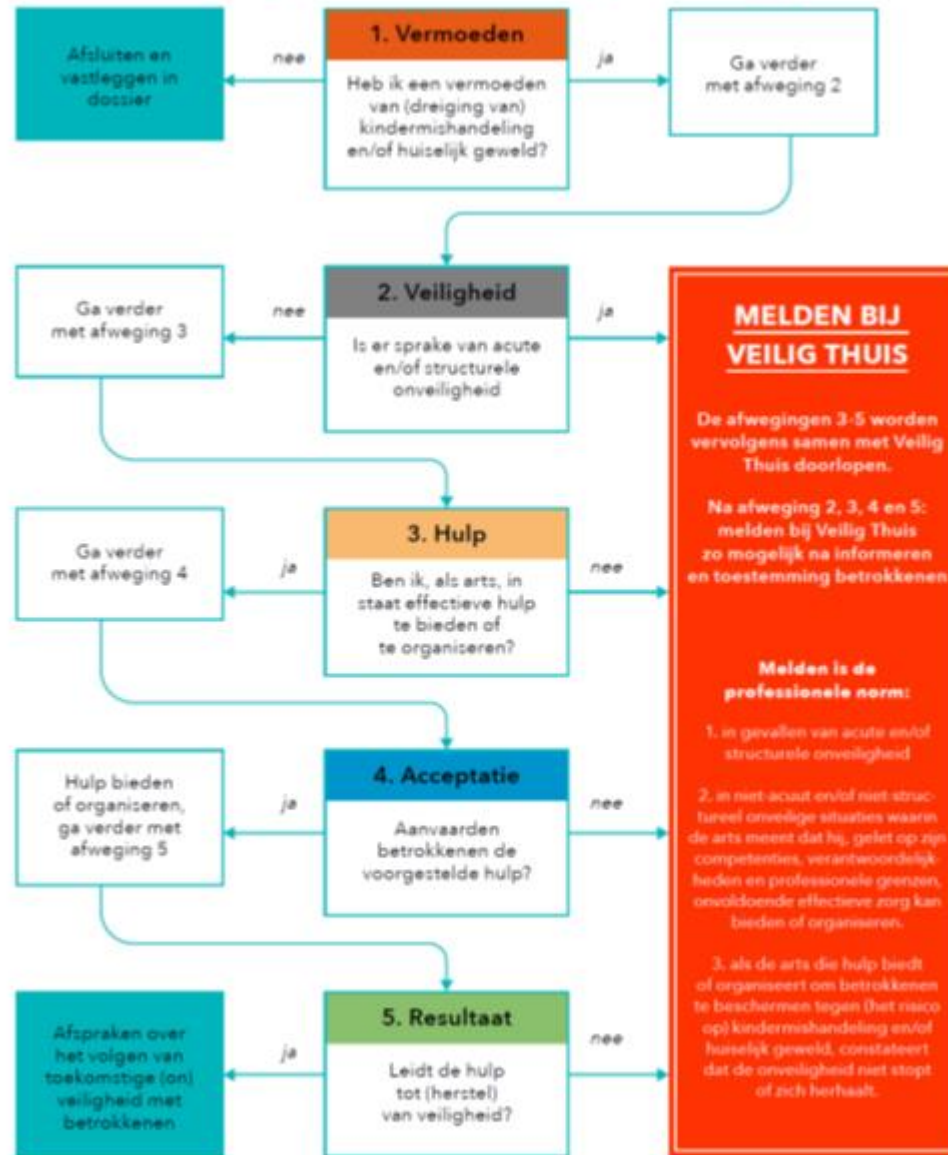 Afsluiten en
vastleggen in
dossier
nee
1. Vermoeden
Heb ik een vermoeden
van (dreiging van)
kindermishandeling
en/of huiselijk geweld?
ja
Ga verder
met afweging 2
Ga verder
met afweging 3
nee
2. Veiligheid
Is er sprake van acute
en/of structurele
onveiligheid
ja
Ga verder
met afweging 4
ja
3. Hulp
Ben ik, als arts, in
staat effectieve hulp
te bieden of
te organiseren?
nee
Hulp bieden
of organiseren,
ga verder met
afweging 5
ja
4. Acceptatie
Aanvaarden
betrokkenen de
voorgestelde hulp?
nee
Afspraken over
het volgen van
toekomstige (on)
veiligheid met
betrokkenen
ja
5. Resultaat
Leidt de hulp
tot (herstel)
van veiligheid?
nee
MELDEN BIJ
VEILIG THUIS
De afwegingen 3-5 worden
vervolgens samen met Veilig
Thuis doorlopen.
Na afweging 2, 3, 4 en 5:
melden bij Veilig Thuis
zo mogelijk na informeren
en toestemming betrokkenen
Melden is de
professionele norm:
1. in gevallen van acute en/of
structurele onveiligheid
2. in niet-acuut en/of niet-struc-
tureel onveilige situaties waarin
de arts meent dat hij, gelet op zijn
competenties, verantwoordelijk
heden en professionele grenzen,
onvoldoende effectieve zorg kan
bieden of organiseren.
3. als de arts die hulp biedt
of organiseert om betrokkenen
te beschermen tegen (het risico
op) kindermishandeling en/of
huiselijk geweld, constateert
dat de onveiligheid niet stopt
of zich herhaalt.